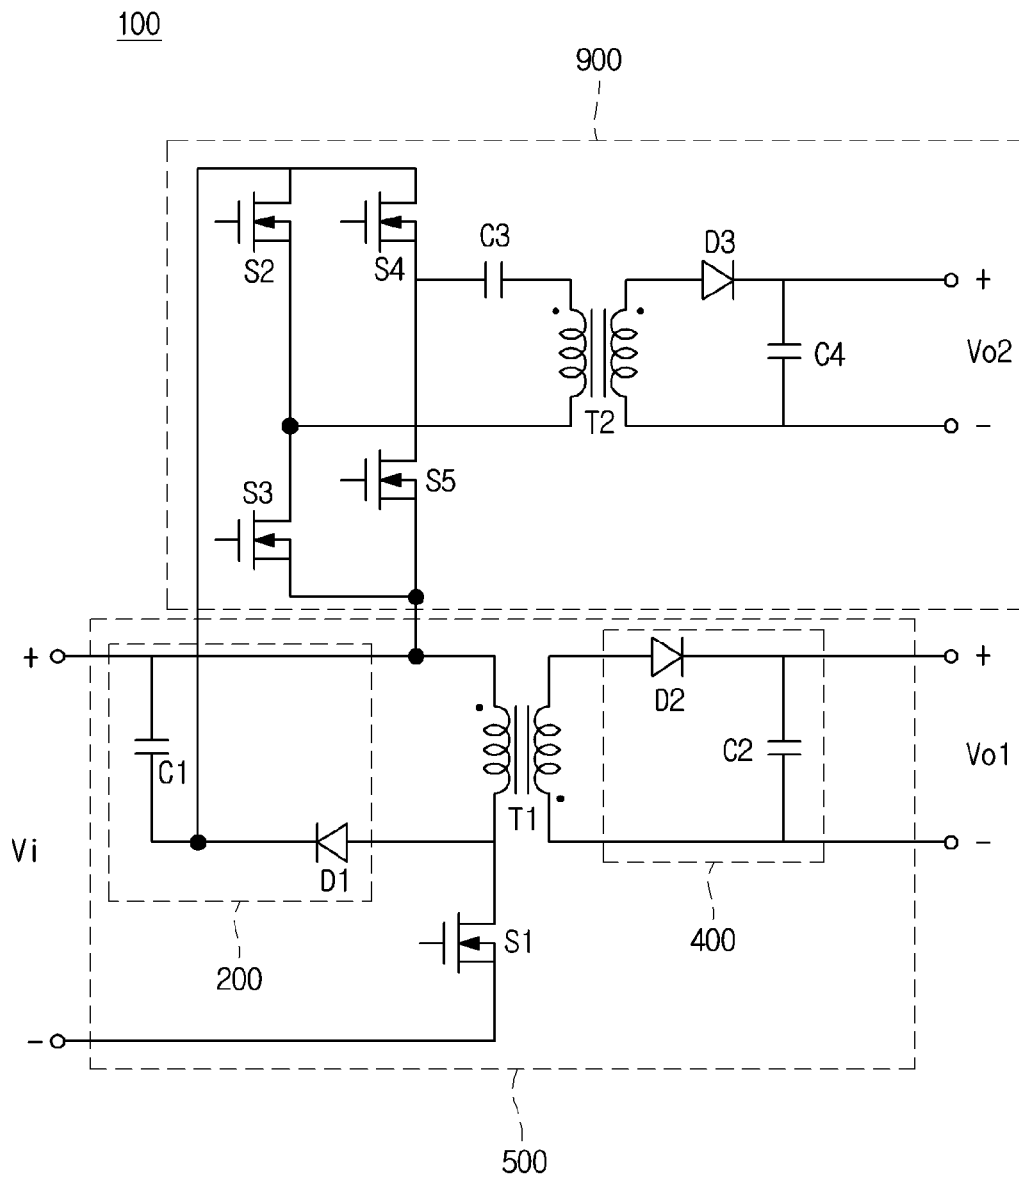 100
900
S2
S4
C3
D3
+
C4
Vo2
T2
-
S3
S5
+
D2
+
C1
T1
C2
Vo1
Vi
D1
-
200
S1
400
-
500